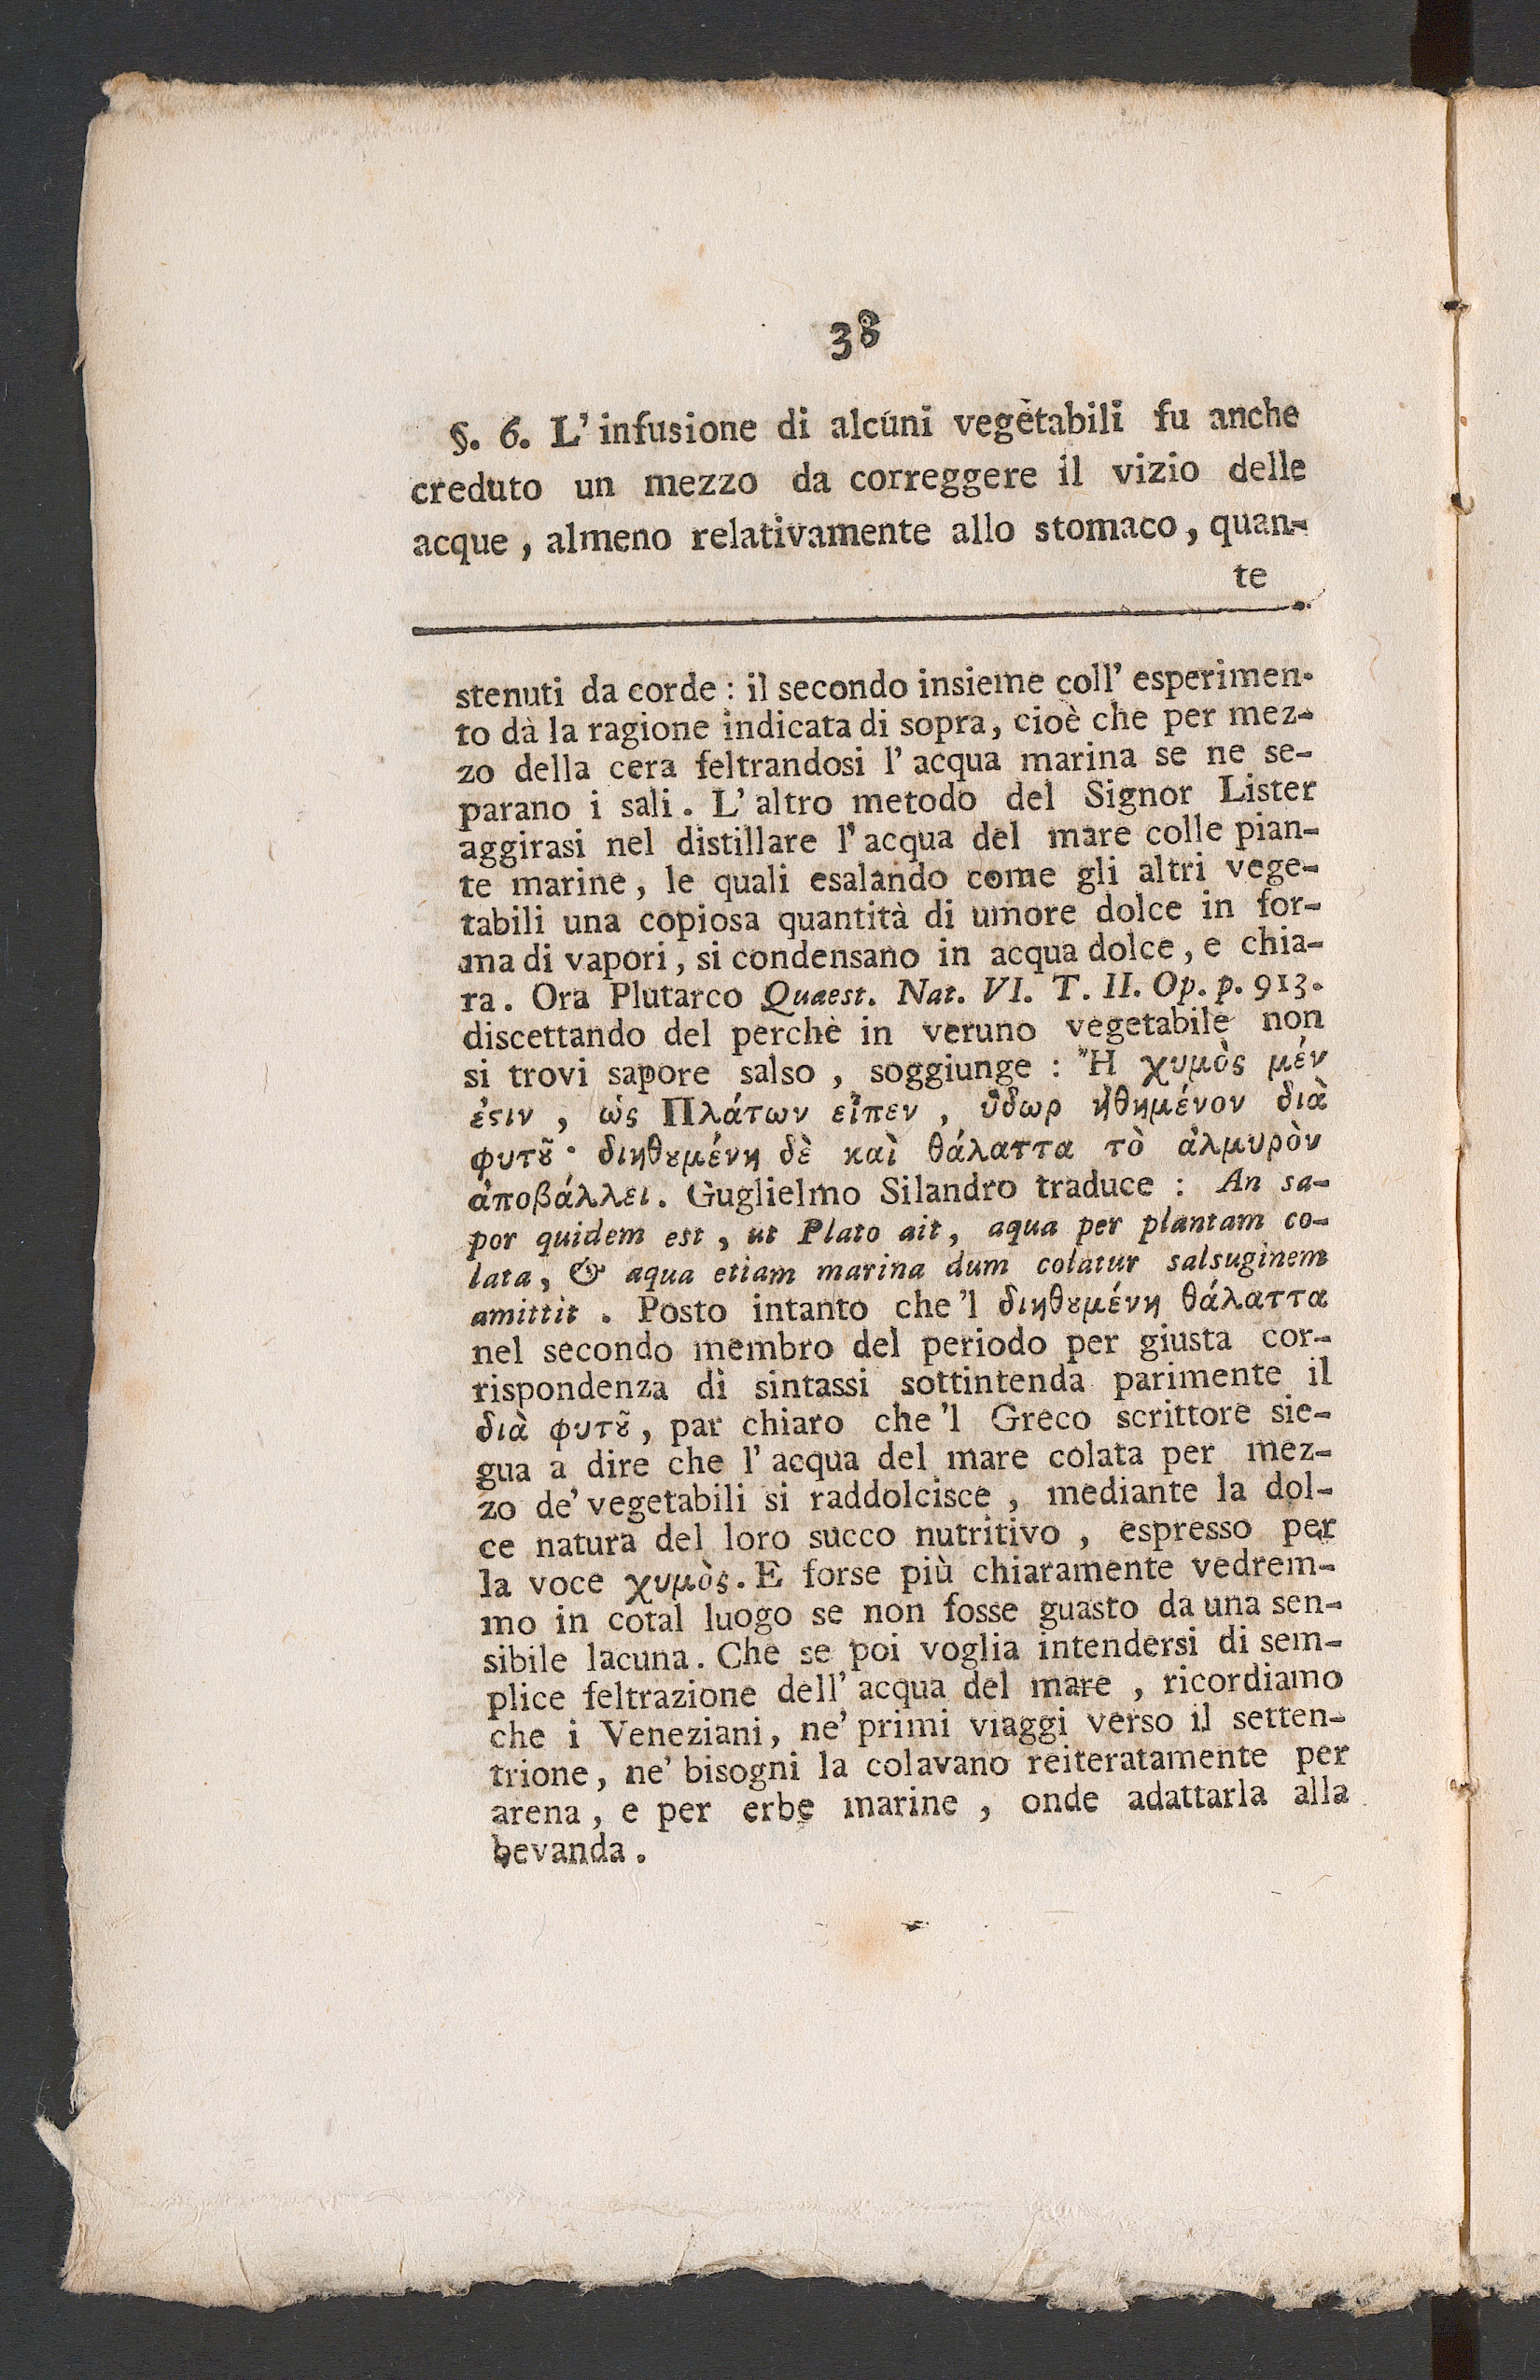 38
§. 6. L' infusione di alcuni vegetabili fu anche
creduto un mezzo da correggere il vizio delle
acque, almeno relativamente allo stomaco, quan-
te
stenuti da corde: il secondo insieme coll' esperimen-
to dà la ragione indicata di sopra, cioè che per mez-
zo della cera feltrandosi l' acqua marina se ne se-
parano i sali. L' altro metodo del Signor Lister
aggirasi nel distillare l' acqua del mare colle pian-
te marine, le quali esalando come gli altri vege-
tabili una copiosa quantità di umore dolce in for-
ma di vapori, si condensano in acqua dolce, e chia-
ra. Ora Plutarco Quaest. Nat. VI. T. II. Op. p. 913.
discettando del perchè in veruno vegetabile non
si trovi sapore salso, soggiunge: Ἢ χυμὸς μέν
ἐϛιν, ὡς Πλάτων εἶπεν, ὕδωρ ἠθημένον διὰ
φυτȣ͂· διηθȣμένη δὲ καὶ θάλαττα τὸ ἁλμυρὸν
ἀποβάλλει. Guglielmo Silandro traduce: An sa-
por quidem est, ut Plato ait, aqua per plantam co-
lata, & aqua etiam marina dum colatur salsuginem
amittit. Posto intanto che 'l διηθȣμένη θάλαττα
nel secondo membro del periodo per giusta cor-
rispondenza di sintassi sottintenda parimente il
διὰ φυτȣ͂, par chiaro che 'l Greco scrittore sie-
gua a dire che l' acqua del mare colata per mez-
zo de' vegetabili si raddolcisce, mediante la dol-
ce natura del loro succo nutritivo, espresso per
la voce χυμὸς. E forse più chiaramente vedrem-
mo in cotal luogo se non fosse guasto da una sen-
sibile lacuna. Che se poi voglia intendersi di sem-
plice feltrazione dell' acqua del mare, ricordiamo
che i Veneziani, ne' primi viaggi verso il setten-
trione, ne' bisogni la colavano reiteratamente per
arena, e per erbe marine, onde adattarla alla
bevanda.